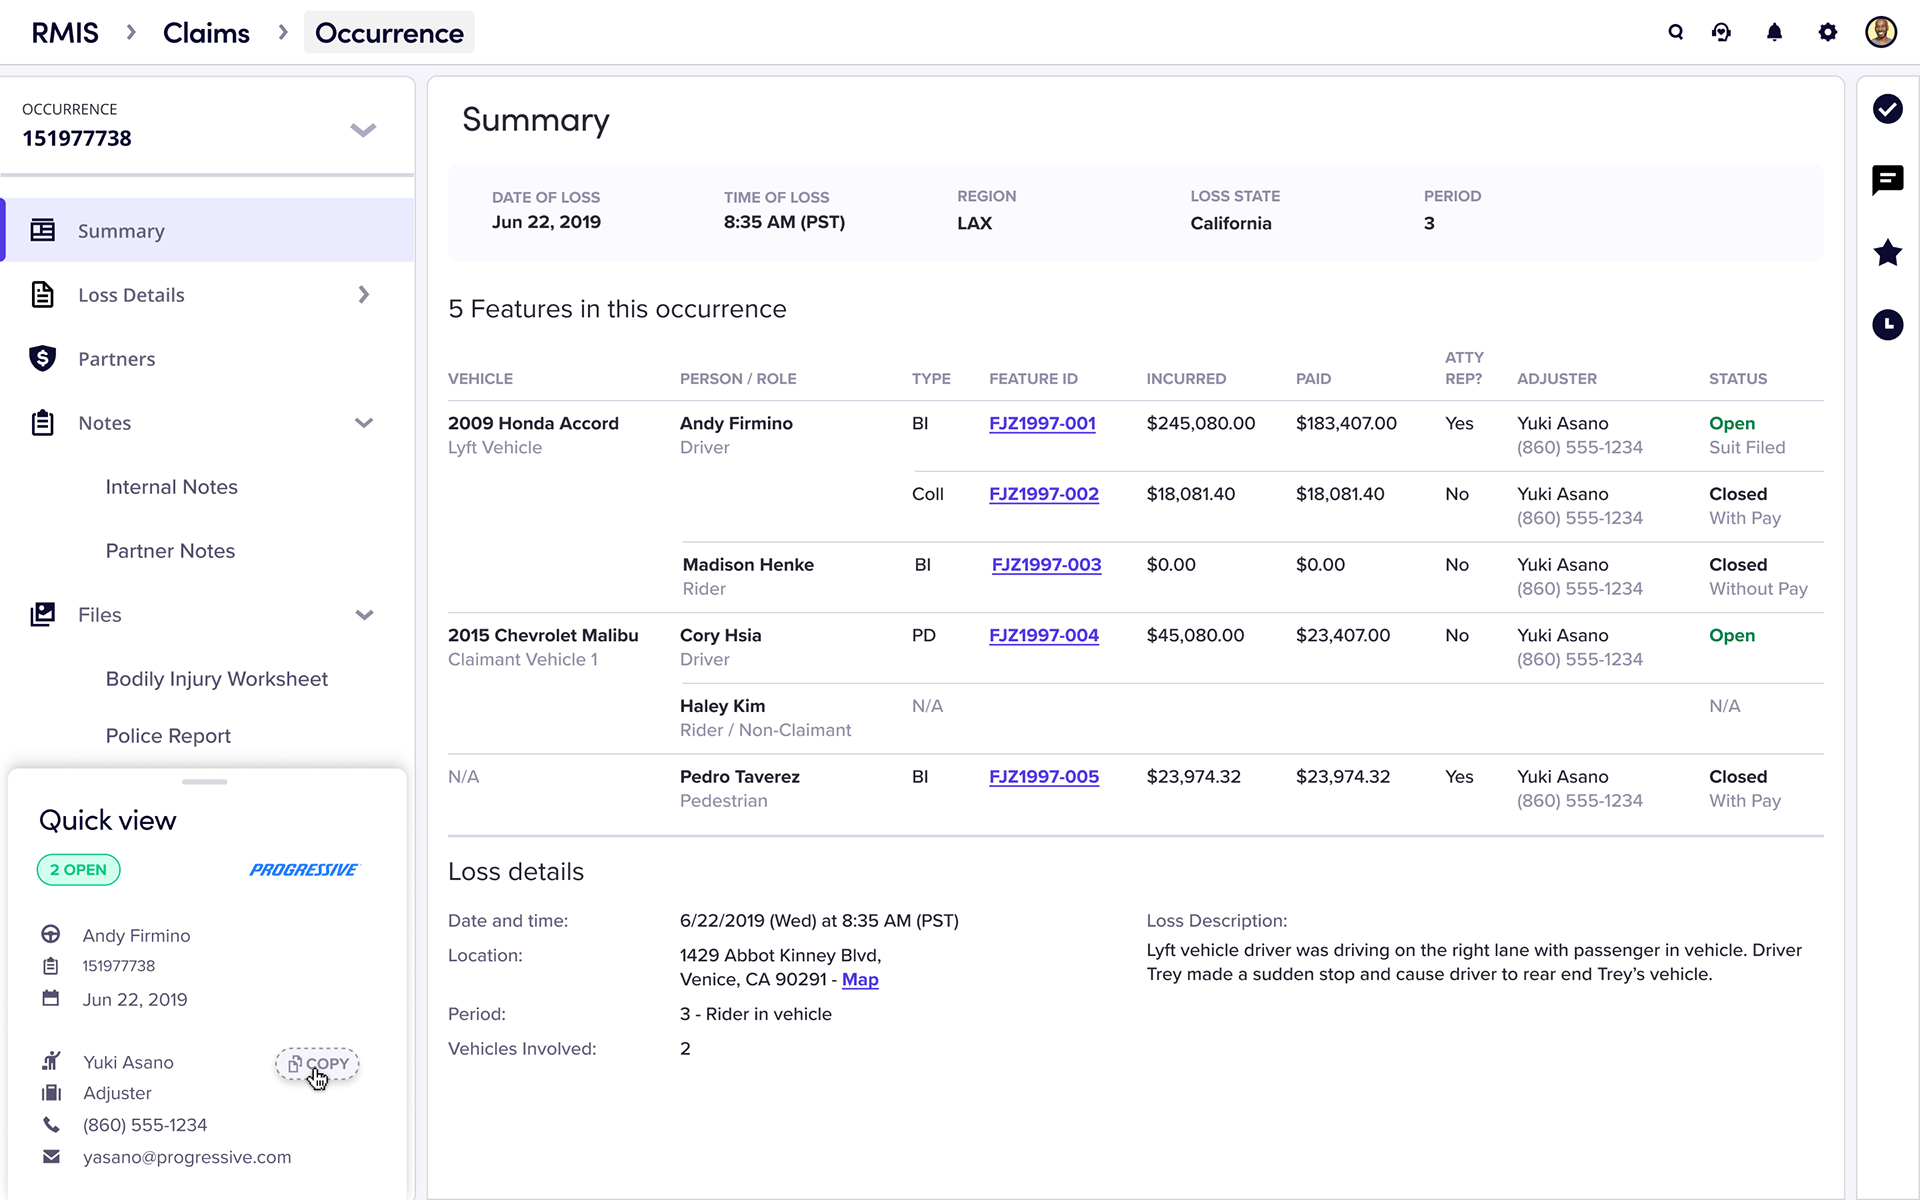 RMIS > Claims > Occurrence
OCCURRENCE
151977738
Summary
Loss Details
Partners
Notes
Internal Notes
Partner Notes
Files
Bodily Injury Worksheet
Police Report
Quick view
2 OPEN PROGRESSIVE
Andy Firmino
151977738
Jun 22, 2019
Yuki Asano COPY
Adjuster
(860) 555-1234
yasano@progressive.com
Summary
DATE OF LOSS TIME OF LOSS REGION LOSS STATE PERIOD
Jun 22, 2019 8:35 AM (PST) LAX California 3
5 Features in this occurrence
VEHICLE PERSON / ROLE TYPE FEATURE ID INCURRED PAID ATTY REP? ADJUSTER STATUS
2009 Honda Accord Andy Firmino BI FJZ1997-001 $245,080.00 $183,407.00 Yes Yuki Asano Open
Lyft Vehicle Driver (860) 555-1234 Suit Filed
Coll FJZ1997-002 $18,081.40 $18,081.40 No Yuki Asano Closed
(860) 555-1234 With Pay
Madison Henke BI FJZ1997-003 $0.00 $0.00 No Yuki Asano Closed
Rider (860) 555-1234 Without Pay
2015 Chevrolet Malibu Cory Hsia PD FJZ1997-004 $45,080.00 $23,407.00 No Yuki Asano Open
Claimant Vehicle 1 Driver (860) 555-1234
Haley Kim N/A N/A
Rider / Non-Claimant
N/A Pedro Taverez BI FJZ1997-005 $23,974.32 $23,974.32 Yes Yuki Asano Closed
Pedestrian (860) 555-1234 With Pay
Loss details
Date and time: 6/22/2019 (Wed) at 8:35 AM (PST)
Location: 1429 Abbot Kinney Blvd,
Venice, CA 90291 - Map
Period: 3 - Rider in vehicle
Vehicles Involved: 2
Loss Description:
Lyft vehicle driver was driving on the right lane with passenger in vehicle. Driver
Trey made a sudden stop and cause driver to rear end Trey's vehicle.